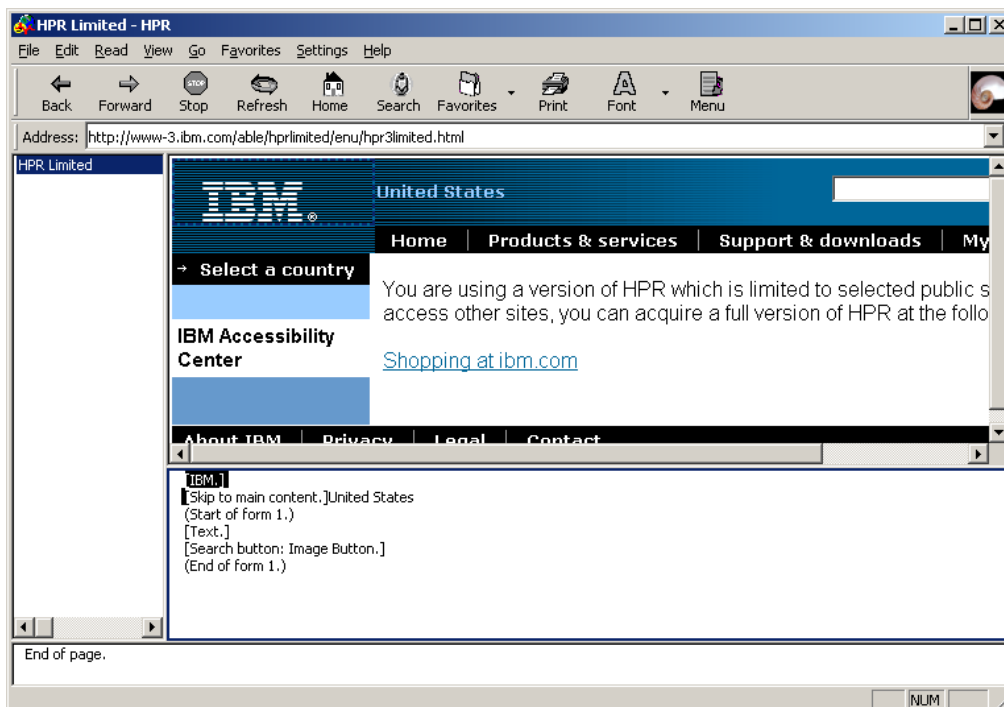 HPR Limited - HPR
File Edit Read View Go Favorites Settings Help
STOP
Back Forward Stop Refresh Home Search Favorites Print Font Menu
Address: http://www-3.ibm.com/able/hprlimited/enu/hpr3limited.html
HPR Limited
IBM®
United States
Home Products & services Support & downloads My
→ Select a country
You are using a version of HPR which is limited to selected public s
access other sites, you can acquire a full version of HPR at the follo
IBM Accessibility
Center
Shopping at ibm.com
About IBM Privacy Legal Contact
[IBM.]
[Skip to main content.]United States
(Start of form 1.)
[Text.]
[Search button: Image Button.]
(End of form 1.)
End of page.
NUM